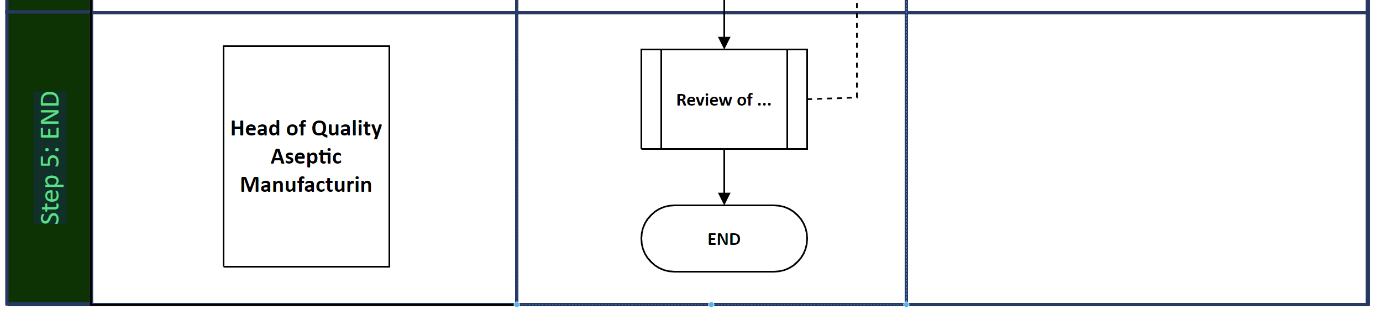 Step 5: END
Head of Quality
Aseptic
Manufacturin
Review of ...
END